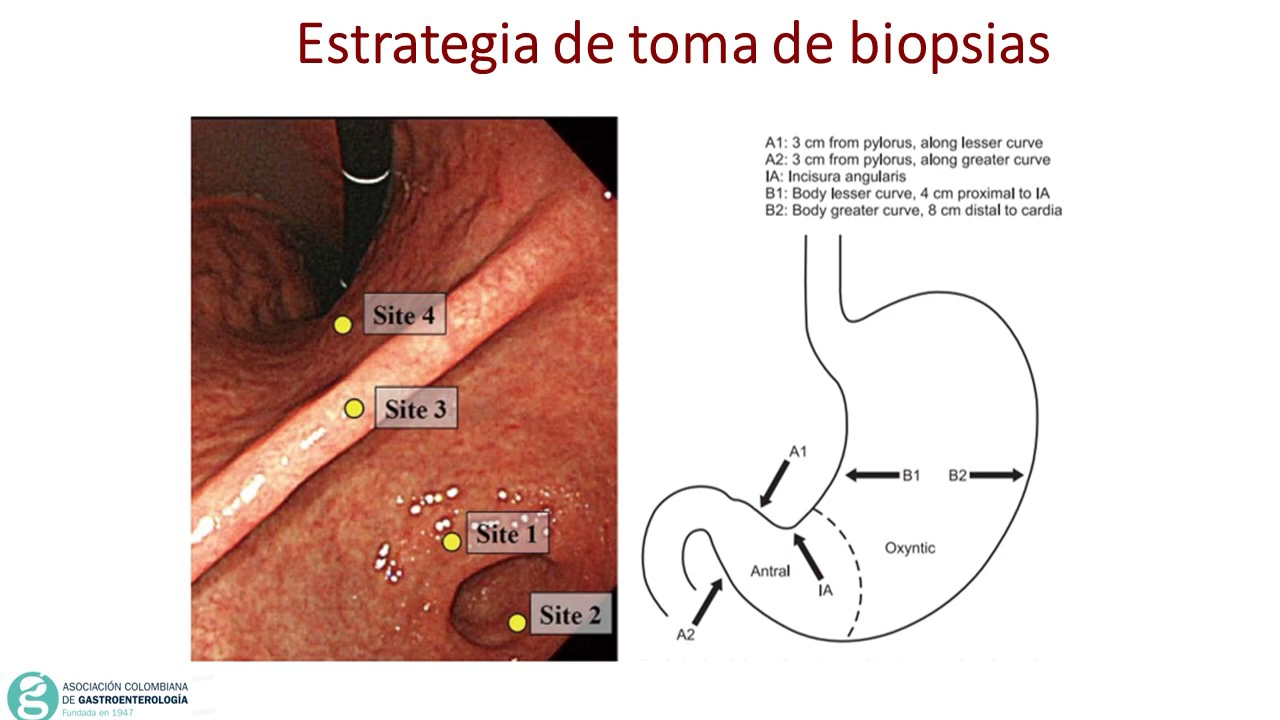 Estrategia de toma de biopsias
Site 4
Site 3
Site 1
Site 2
A1: 3 cm from pylorus, along lesser curve
A2: 3 cm from pylorus, along greater curve
IA: Incisura angularis
B1: Body lesser curve, 4 cm proximal to IA
B2: Body greater curve, 8 cm distal to cardia
A1
B1
B2
Oxyntic
Antral
IA
A2
ASOCIACIÓN COLOMBIANA
DE GASTROENTEROLOGÍA
Fundada en 1947